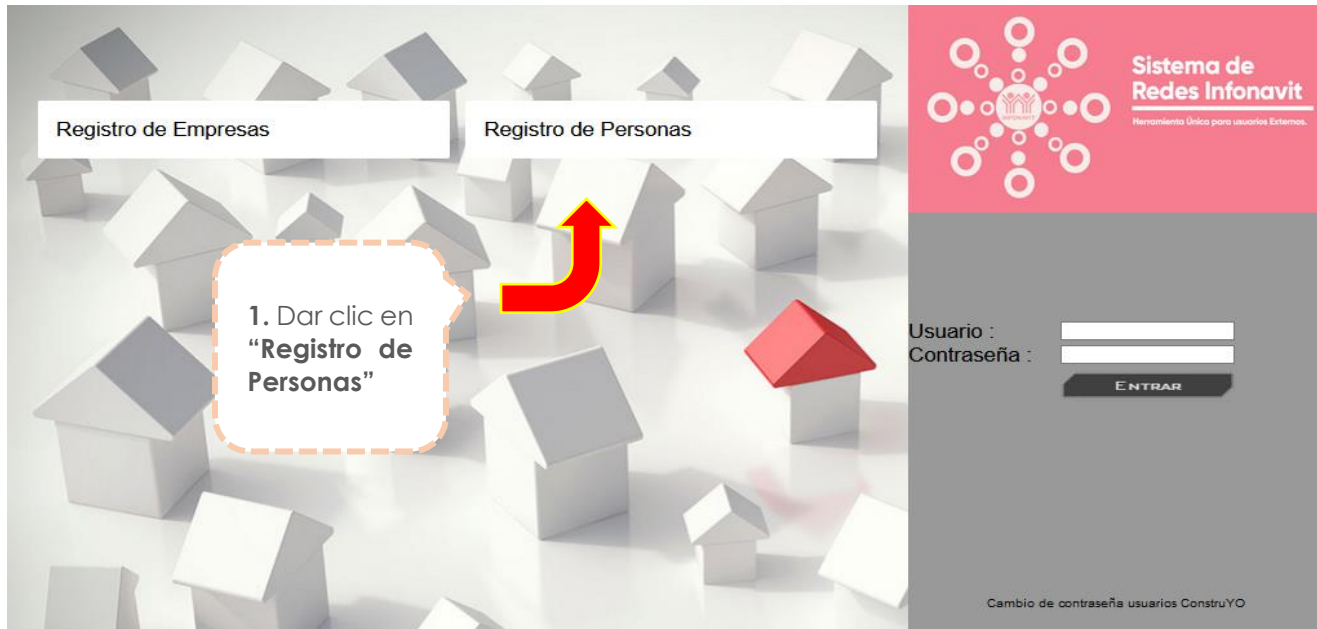 Registro de Empresas
Registro de Personas
1. Dar clic en
“Registro de
Personas”
INFONAVIT
Sistema de
Redes Infonavit
Herramienta Única para usuarios Externos.
Usuario :
Contraseña :
ENTRAR
Cambio de contraseña usuarios ConstruYO